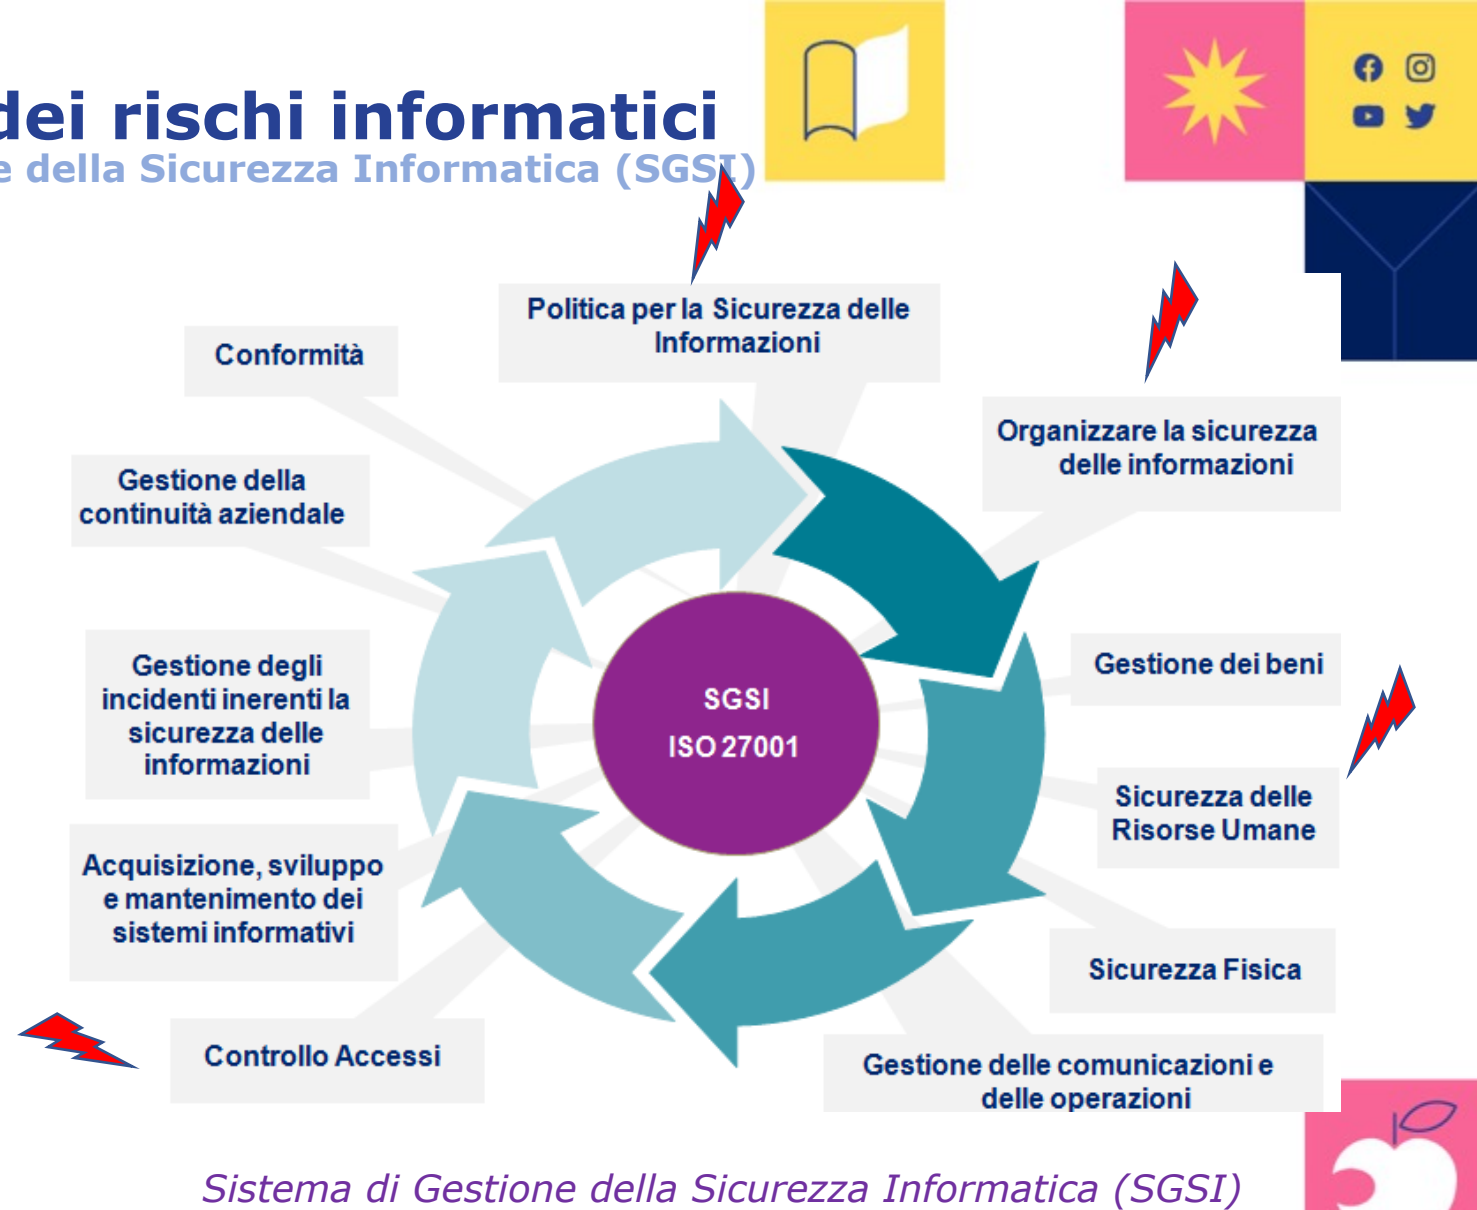 dei rischi informatici
e della Sicurezza Informatica (SGSI)
Politica per la Sicurezza delle
Informazioni
Conformità
Organizzare la sicurezza
delle informazioni
Gestione della
continuità aziendale
Gestione dei beni
Gestione degli
incidenti inerenti la
sicurezza delle
informazioni
SGSI
ISO 27001
Sicurezza delle
Risorse Umane
Acquisizione, sviluppo
e mantenimento dei
sistemi informativi
Sicurezza Fisica
Controllo Accessi
Gestione delle comunicazioni e
delle operazioni
Sistema di Gestione della Sicurezza Informatica (SGSI)